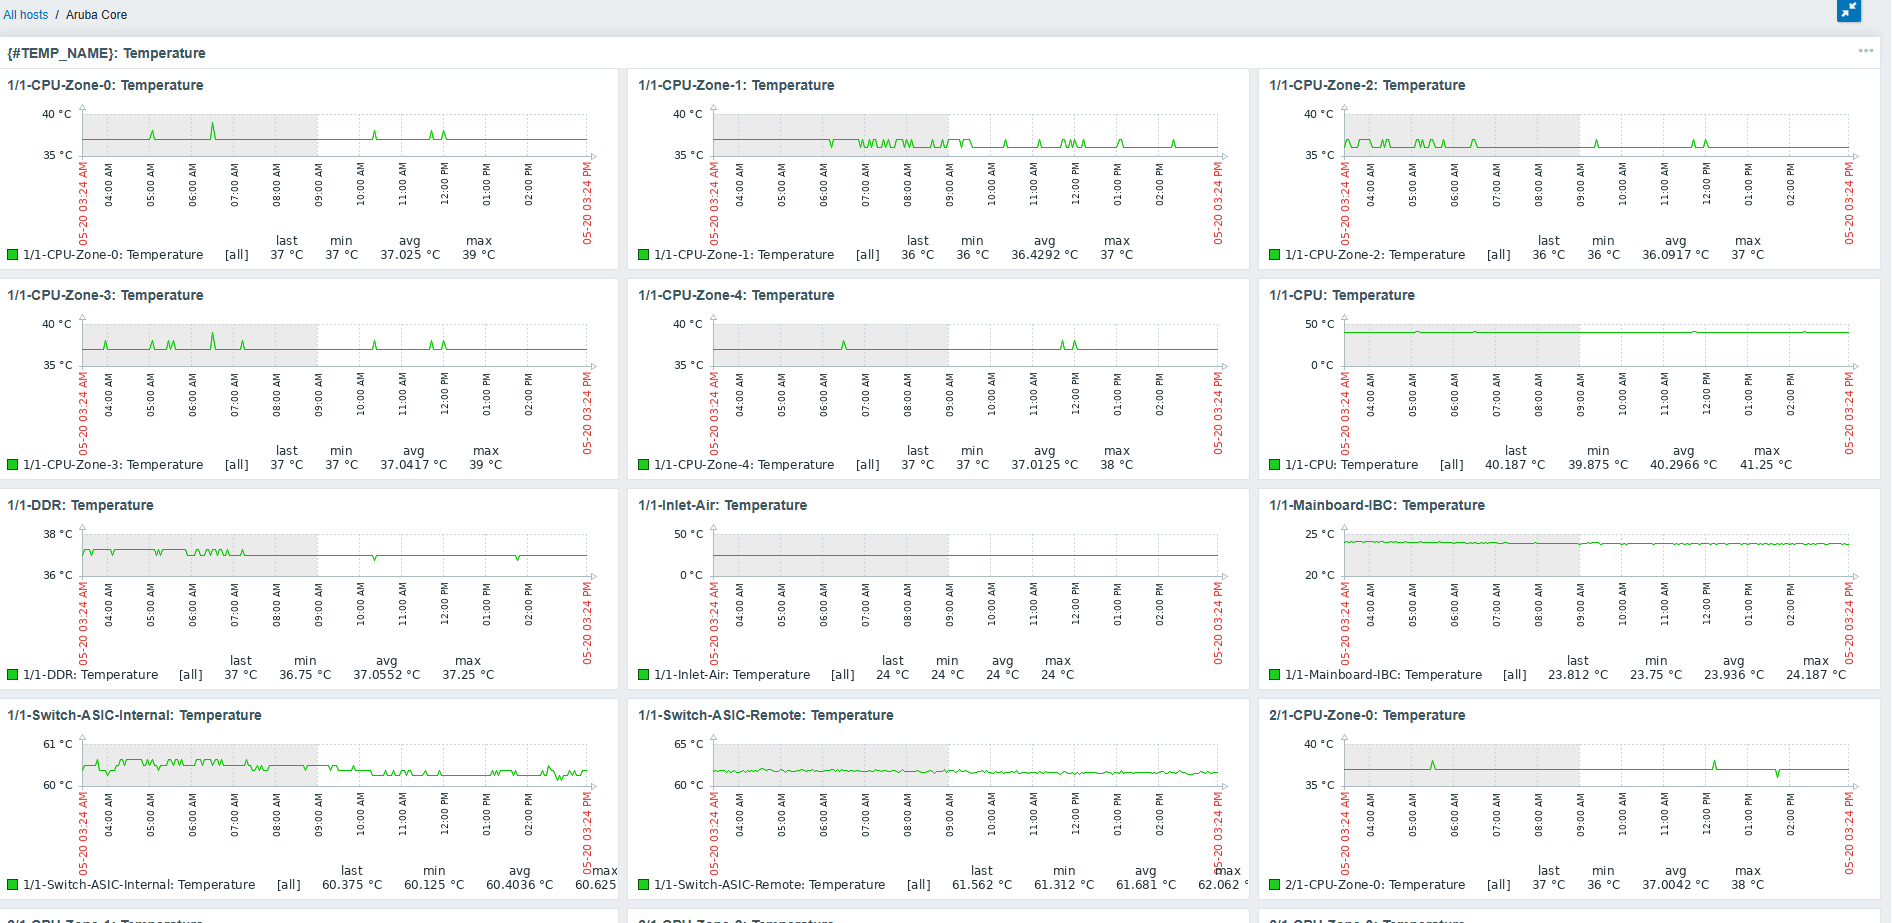 All hosts / Aruba Core
{#TEMP_NAME}: Temperature
1/1-CPU-Zone-0: Temperature
40 °C
35 °C
05-20 03:24 AM
04:00 AM
05:00 AM
06:00 AM
07:00 AM
08:00 AM
09:00 AM
10:00 AM
11:00 AM
12:00 PM
01:00 PM
02:00 PM
05-20 03:24 PM
last min avg max
1/1-CPU-Zone-0: Temperature [all] 37 °C 37 °C 37.025 °C 39 °C
1/1-CPU-Zone-1: Temperature
40 °C
35 °C
05-20 03:24 AM
04:00 AM
05:00 AM
06:00 AM
07:00 AM
08:00 AM
09:00 AM
10:00 AM
11:00 AM
12:00 PM
01:00 PM
02:00 PM
05-20 03:24 PM
last min avg max
1/1-CPU-Zone-1: Temperature [all] 36 °C 36 °C 36.4292 °C 37 °C
1/1-CPU-Zone-2: Temperature
40 °C
35 °C
05-20 03:24 AM
04:00 AM
05:00 AM
06:00 AM
07:00 AM
08:00 AM
09:00 AM
10:00 AM
11:00 AM
12:00 PM
01:00 PM
02:00 PM
05-20 03:24 PM
last min avg max
1/1-CPU-Zone-2: Temperature [all] 36 °C 36 °C 36.0917 °C 37 °C
1/1-CPU-Zone-3: Temperature
40 °C
35 °C
05-20 03:24 AM
04:00 AM
05:00 AM
06:00 AM
07:00 AM
08:00 AM
09:00 AM
10:00 AM
11:00 AM
12:00 PM
01:00 PM
02:00 PM
05-20 03:24 PM
last min avg max
1/1-CPU-Zone-3: Temperature [all] 37 °C 37 °C 37.0417 °C 39 °C
1/1-CPU-Zone-4: Temperature
40 °C
35 °C
05-20 03:24 AM
04:00 AM
05:00 AM
06:00 AM
07:00 AM
08:00 AM
09:00 AM
10:00 AM
11:00 AM
12:00 PM
01:00 PM
02:00 PM
05-20 03:24 PM
last min avg max
1/1-CPU-Zone-4: Temperature [all] 37 °C 37 °C 37.0125 °C 38 °C
1/1-CPU: Temperature
50 °C
0 °C
05-20 03:24 AM
04:00 AM
05:00 AM
06:00 AM
07:00 AM
08:00 AM
09:00 AM
10:00 AM
11:00 AM
12:00 PM
01:00 PM
02:00 PM
05-20 03:24 PM
last min avg max
1/1-CPU: Temperature [all] 40.187 °C 39.875 °C 40.2966 °C 41.25 °C
1/1-DDR: Temperature
38 °C
36 °C
05-20 03:24 AM
04:00 AM
05:00 AM
06:00 AM
07:00 AM
08:00 AM
09:00 AM
10:00 AM
11:00 AM
12:00 PM
01:00 PM
02:00 PM
05-20 03:24 PM
last min avg max
1/1-DDR: Temperature [all] 37 °C 36.75 °C 37.0552 °C 37.25 °C
1/1-Inlet-Air: Temperature
50 °C
0 °C
05-20 03:24 AM
04:00 AM
05:00 AM
06:00 AM
07:00 AM
08:00 AM
09:00 AM
10:00 AM
11:00 AM
12:00 PM
01:00 PM
02:00 PM
05-20 03:24 PM
last min avg max
1/1-Inlet-Air: Temperature [all] 24 °C 24 °C 24 °C 24 °C
1/1-Mainboard-IBC: Temperature
25 °C
20 °C
05-20 03:24 AM
04:00 AM
05:00 AM
06:00 AM
07:00 AM
08:00 AM
09:00 AM
10:00 AM
11:00 AM
12:00 PM
01:00 PM
02:00 PM
05-20 03:24 PM
last min avg max
1/1-Mainboard-IBC: Temperature [all] 23.812 °C 23.75 °C 23.936 °C 24.187 °C
1/1-Switch-ASIC-Internal: Temperature
61 °C
60 °C
05-20 03:24 AM
04:00 AM
05:00 AM
06:00 AM
07:00 AM
08:00 AM
09:00 AM
10:00 AM
11:00 AM
12:00 PM
01:00 PM
02:00 PM
05-20 03:24 PM
last min avg max
1/1-Switch-ASIC-Internal: Temperature [all] 60.375 °C 60.125 °C 60.4036 °C 60.625
1/1-Switch-ASIC-Remote: Temperature
65 °C
60 °C
05-20 03:24 AM
04:00 AM
05:00 AM
06:00 AM
07:00 AM
08:00 AM
09:00 AM
10:00 AM
11:00 AM
12:00 PM
01:00 PM
02:00 PM
05-20 03:24 PM
last min avg max
1/1-Switch-ASIC-Remote: Temperature [all] 61.562 °C 61.312 °C 61.681 °C 62.062 °
2/1-CPU-Zone-0: Temperature
40 °C
35 °C
05-20 03:24 AM
04:00 AM
05:00 AM
06:00 AM
07:00 AM
08:00 AM
09:00 AM
10:00 AM
11:00 AM
12:00 PM
01:00 PM
02:00 PM
05-20 03:24 PM
last min avg max
2/1-CPU-Zone-0: Temperature [all] 37 °C 36 °C 37.0042 °C 38 °C